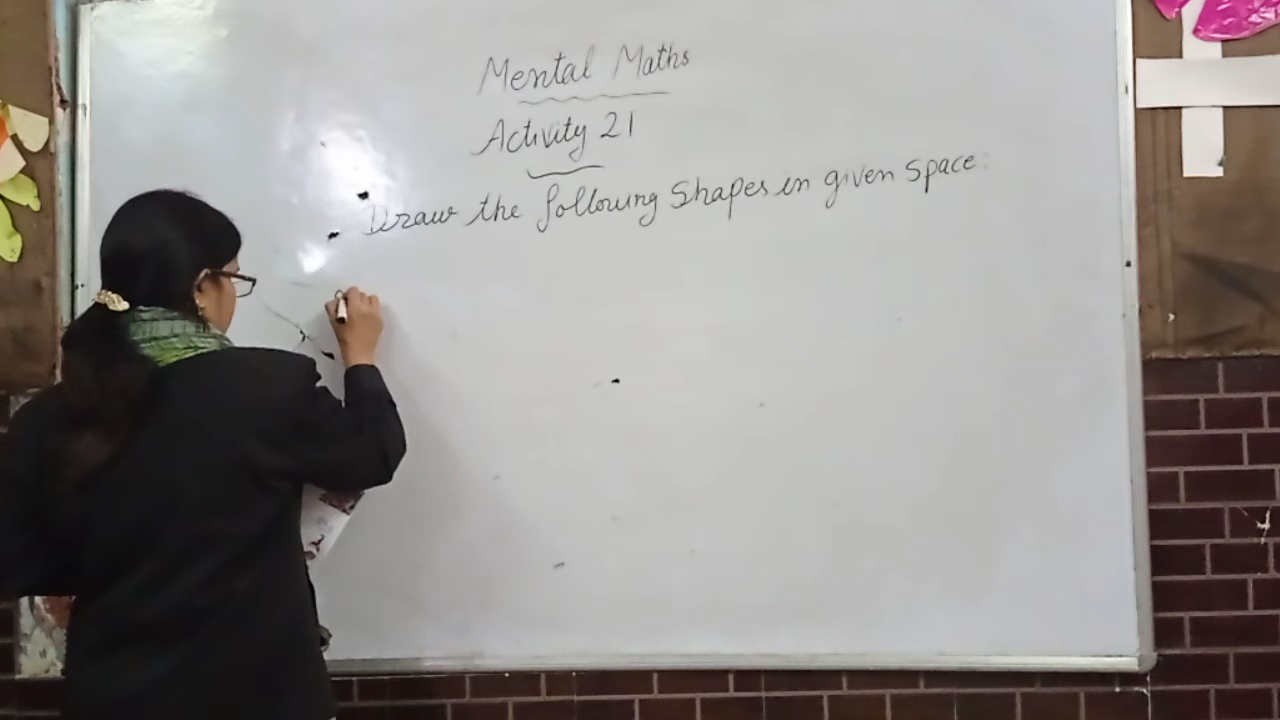 Mental Maths
Activity 21
Draw the following Shapes in given space: